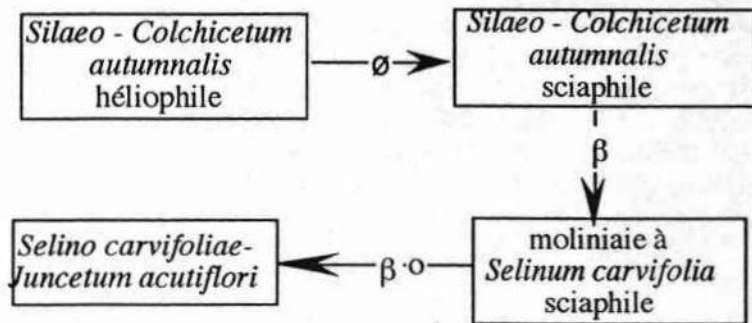 Silaeo - Colchicetum
autumnalis
héliophile
ø
Silaeo - Colchicetum
autumnalis
sciaphile
β
moliniaie à
Selinum carvifolia
sciaphile
β·o
Selino carvifoliae-
Juncetum acutiflori